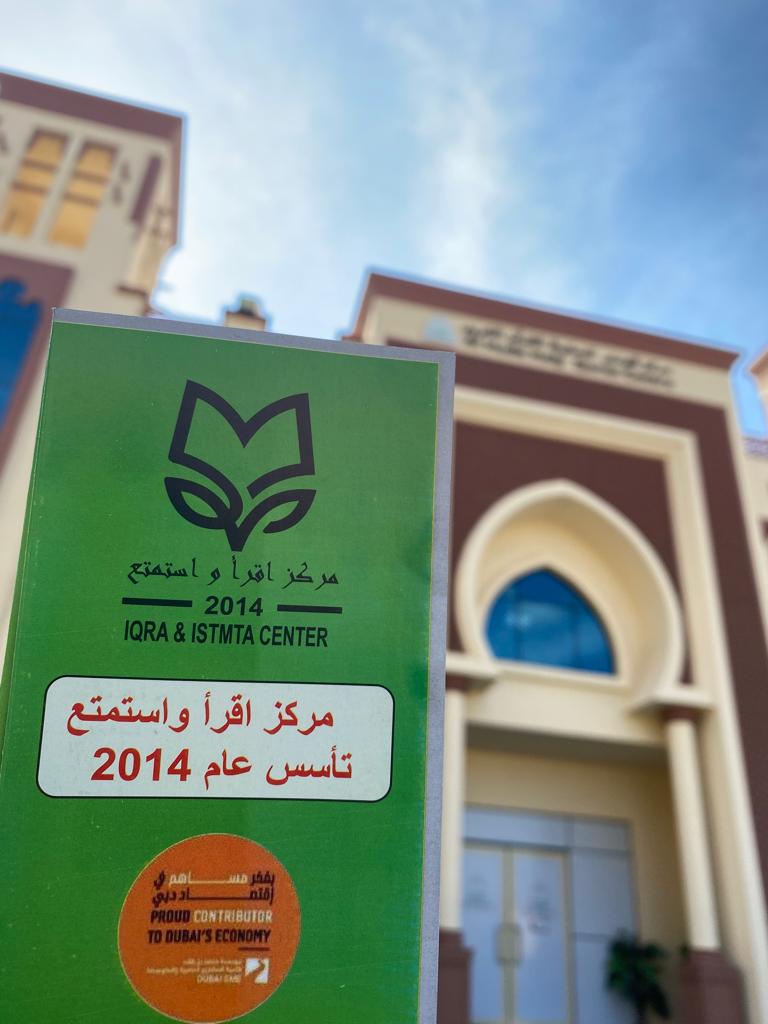 مركز اقرأ و استمتع
2014
IQRA & ISTMTA CENTER
مركز اقرأ واستمتع
تأسس عام 2014
بفخر مساهم في
إقتصاد دبي
PROUD CONTRIBUTOR
TO DUBAI'S ECONOMY
DUBAI SME